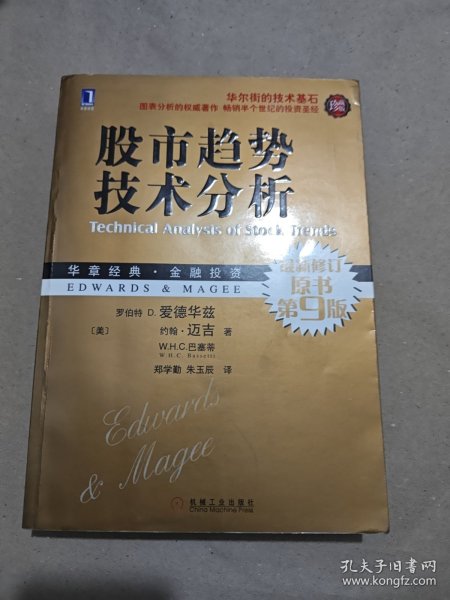 华尔街的技术基石
图表分析的权威著作 畅销半个世纪的投资圣经
珍藏版
股市趋势
技术分析
Technical Analysis of Stock Trends
华章经典·金融投资
EDWARDS & MAGEE
最新修订
原书
第9版
罗伯特 D. 爱德华兹
[美] 约翰·迈吉 著
W.H.C.巴塞蒂
W.H.C. Bassetti
郑学勤 朱玉辰 译
Edwards
& Magee
机械工业出版社
China Machine Press
孔夫子旧书网
www.kongfz.com